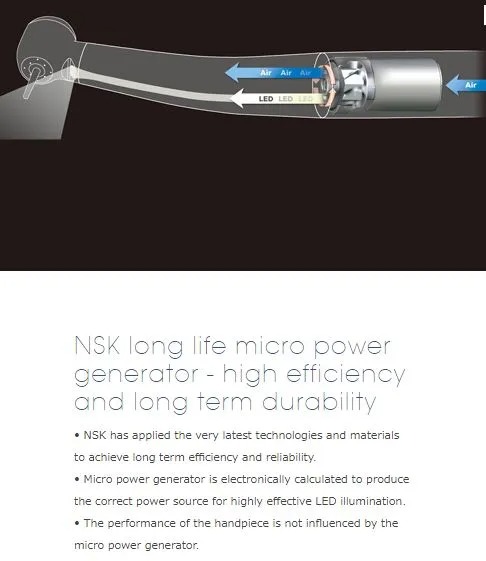 Air Air Air
Air
LED LED LED
NSK long life micro power
generator - high efficiency
and long term durability
• NSK has applied the very latest technologies and materials
to achieve long term efficiency and reliability.
• Micro power generator is electronically calculated to produce
the correct power source for highly effective LED illumination.
• The performance of the handpiece is not influenced by the
micro power generator.